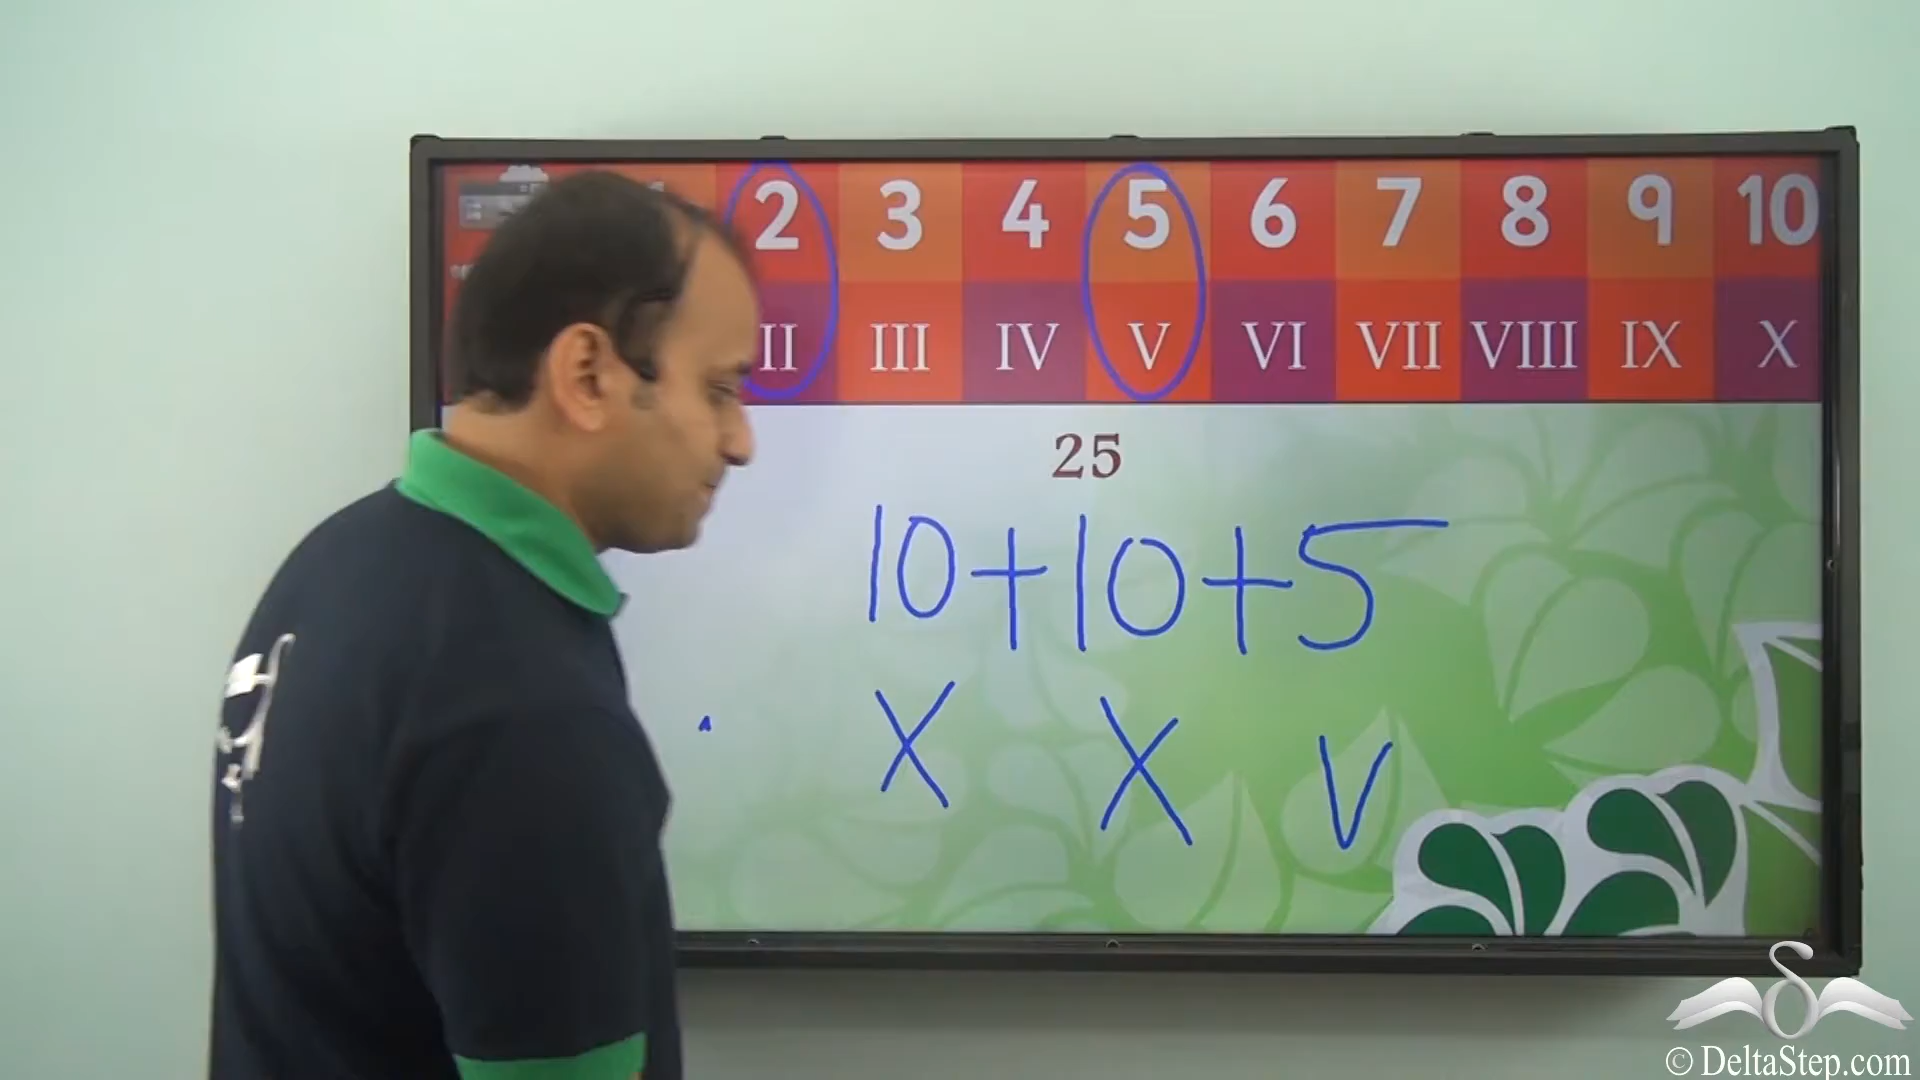 2 3 4 5 6 7 8 9 10
II III IV V VI VII VIII IX X
25
10+10+5
X X V
© DeltaStep.com